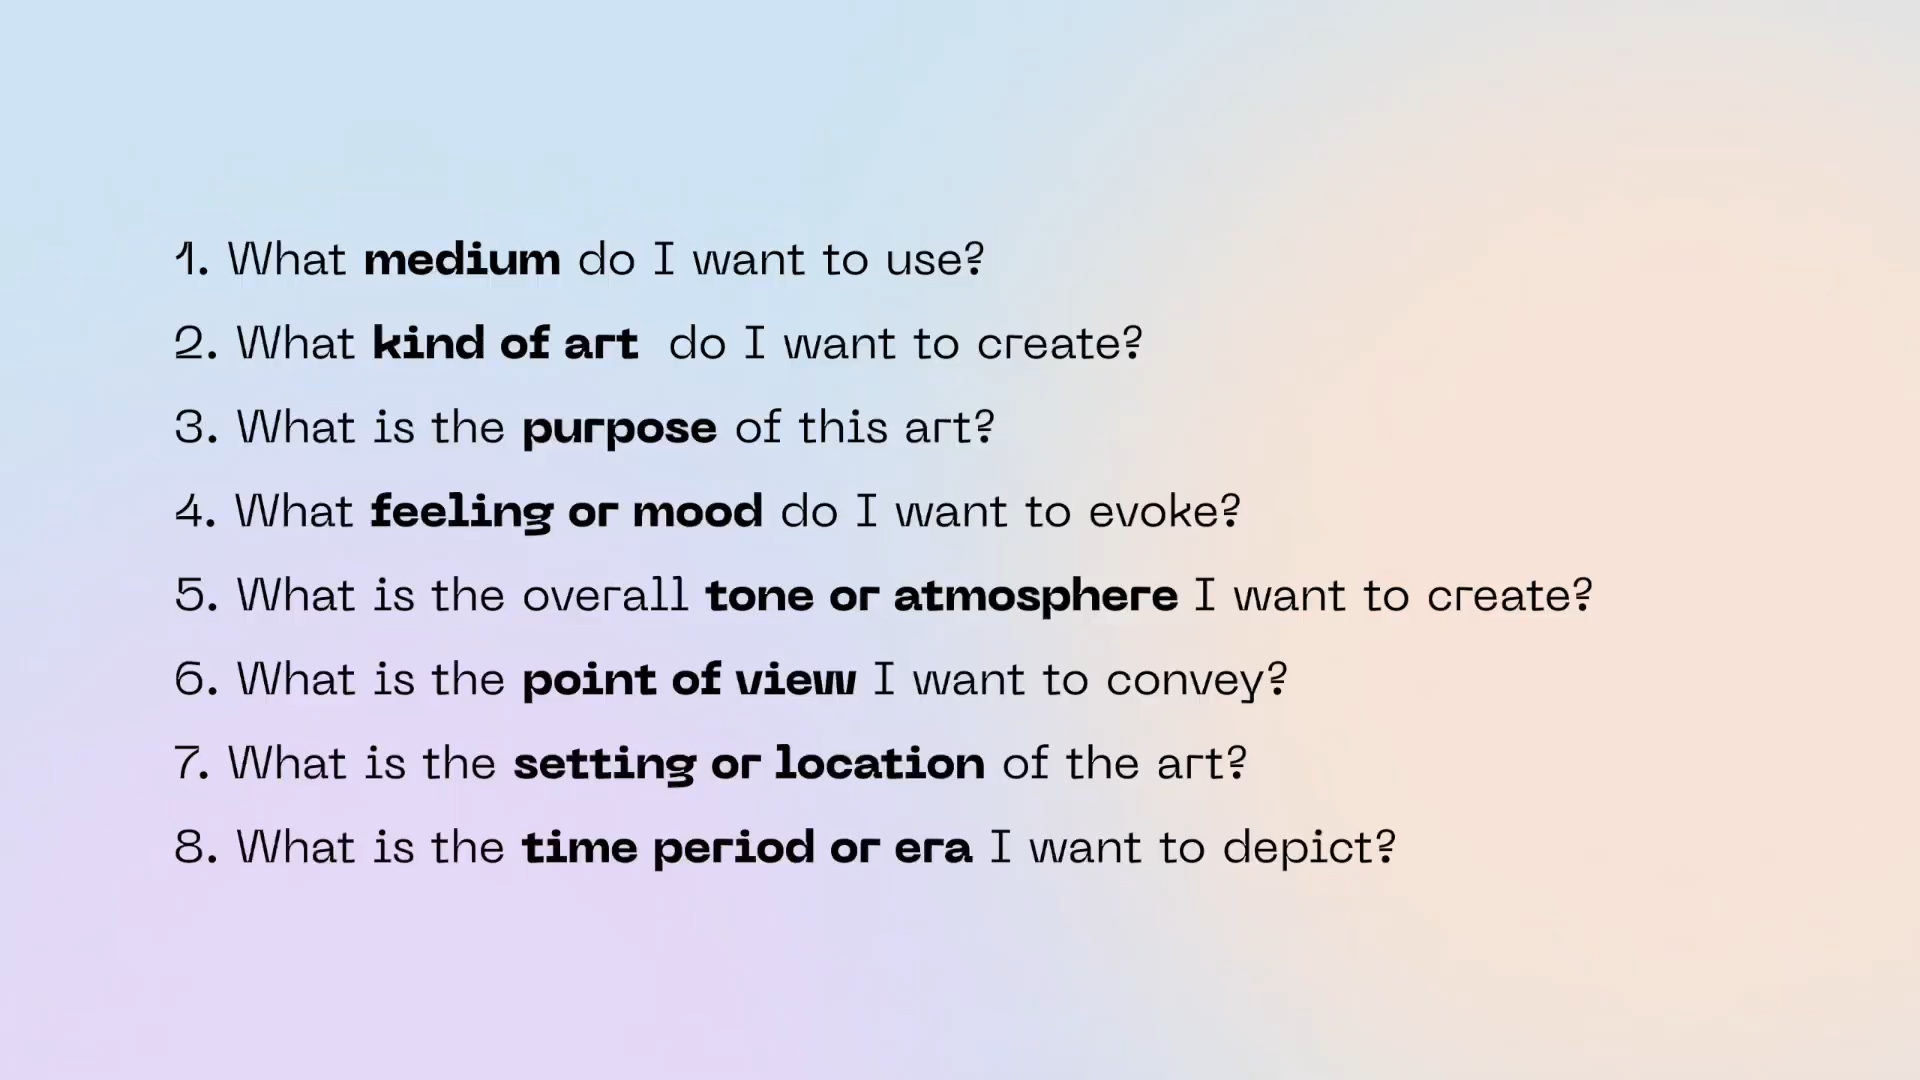 1. What medium do I want to use?
2. What kind of art do I want to create?
3. What is the purpose of this art?
4. What feeling or mood do I want to evoke?
5. What is the overall tone or atmosphere I want to create?
6. What is the point of view I want to convey?
7. What is the setting or location of the art?
8. What is the time period or era I want to depict?